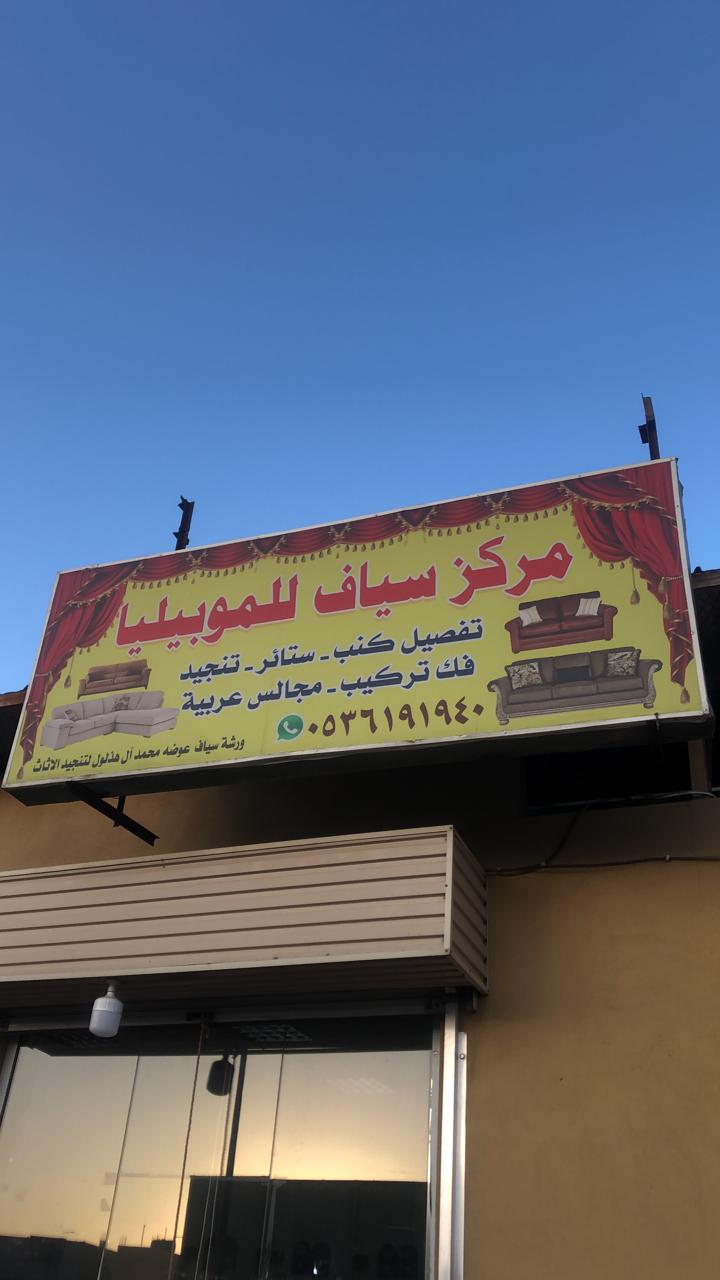 مركز سياف للموبيليا
تفصيل كنب - ستائر - تنجيد
فك تركيب - مجالس عربية
٠٥٣٦١٩١٩٤٠
ورشة سياف عوضه محمد آل هذلول لتنجيد الاثاث